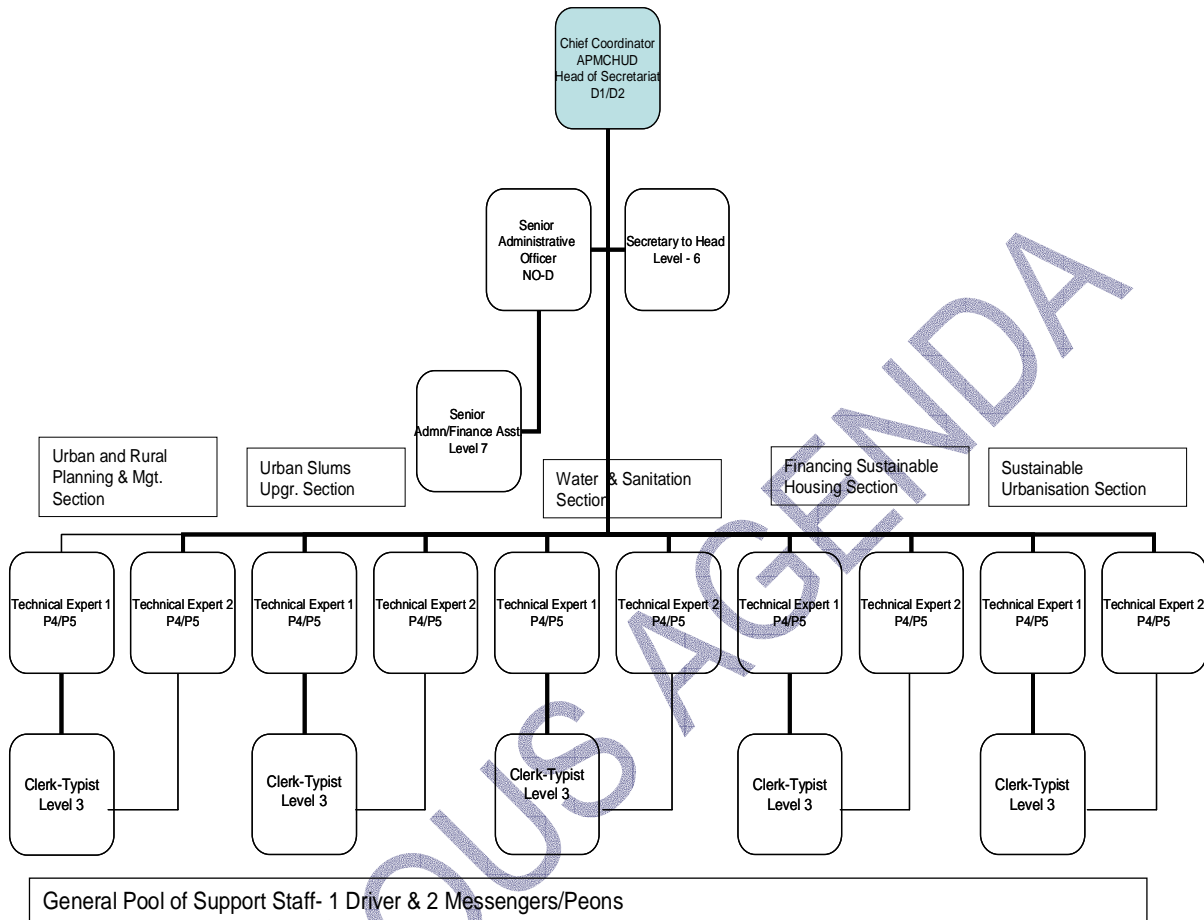 Chief Coordinator
APMCHUD
Head of Secretariat
D1/D2
Senior
Administrative
Officer
NO-D
Secretary to Head
Level - 6
Senior
Admn/Finance Asst
Level 7
Urban and Rural
Planning & Mgt.
Section
Urban Slums
Upgr. Section
Water & Sanitation
Section
Financing Sustainable
Housing Section
Sustainable
Urbanisation Section
Technical Expert 1
P4/P5
Technical Expert 2
P4/P5
Technical Expert 1
P4/P5
Technical Expert 2
P4/P5
Technical Expert 1
P4/P5
Technical Expert 2
P4/P5
Technical Expert 1
P4/P5
Technical Expert 2
P4/P5
Technical Expert 1
P4/P5
Technical Expert 2
P4/P5
Clerk-Typist
Level 3
Clerk-Typist
Level 3
Clerk-Typist
Level 3
Clerk-Typist
Level 3
Clerk-Typist
Level 3
General Pool of Support Staff- 1 Driver & 2 Messengers/Peons
OUS AGENDA